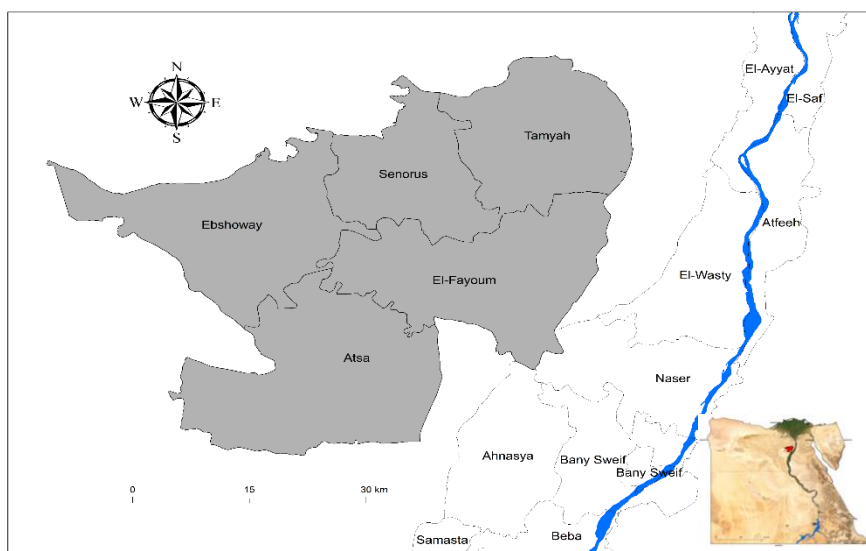 N
W E
S
El-Ayyat
El-Saf
Tamyah
Senorus
Ebshoway
Atfeeh
El-Fayoum
El-Wasty
Atsa
Naser
Ahnasya
Bany Sweif
Bany Sweif
0 15 30 km
Beba
Samasta